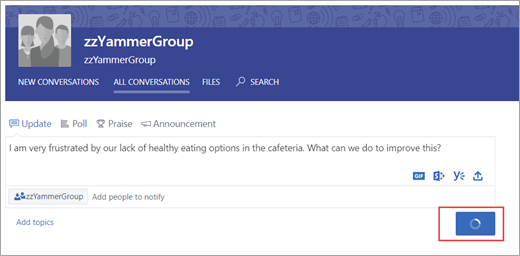 zzYammerGroup
zzYammerGroup
NEW CONVERSATIONS ALL CONVERSATIONS FILES SEARCH
Update Poll Praise Announcement
I am very frustrated by our lack of healthy eating options in the cafeteria. What can we do to improve this?
GIF
zzYammerGroup Add people to notify
Add topics